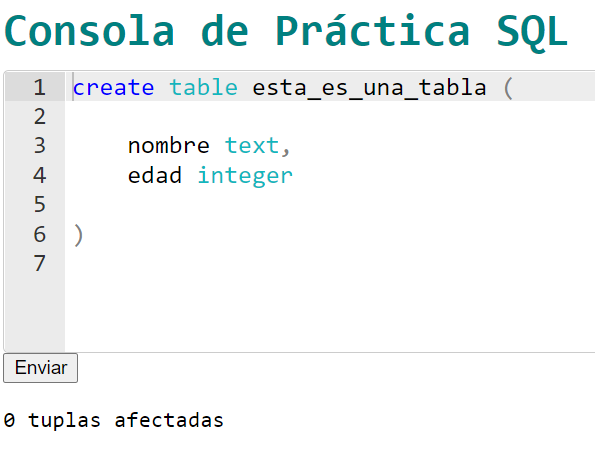 Consola de Práctica SQL
1 create table esta_es_una_tabla (
2
3 nombre text,
4 edad integer
5
6 )
7
Enviar
0 tuplas afectadas